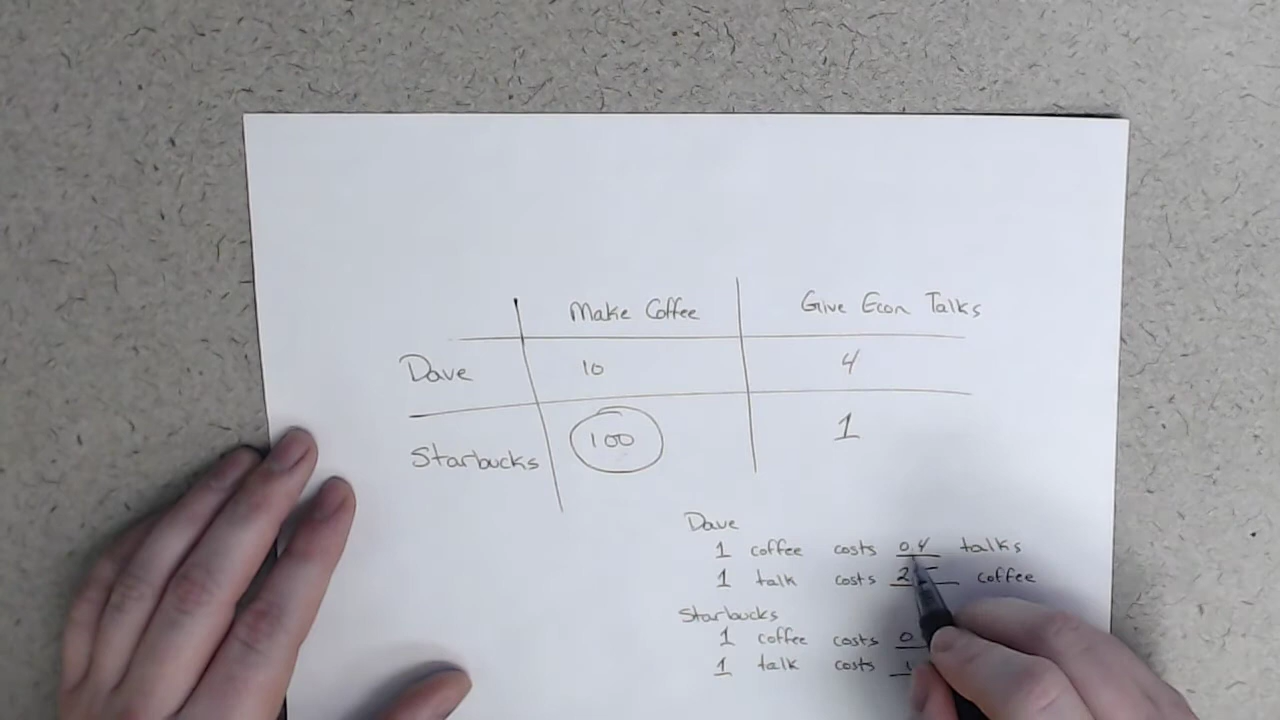 Make Coffee Give Econ Talks
Dave 10 4
Starbucks 100 1
Dave
1 coffee costs 0.4 talks
1 talk costs coffee
Starbucks
1 coffee costs
1 talk costs